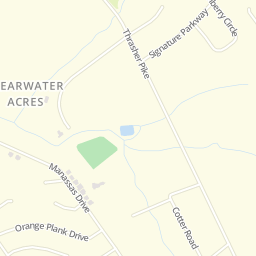 Thrasher Pike
Signature Parkway
berry Circle
EARWATER
ACRES
Manassas Drive
Orange Plank Drive
Cotter Road